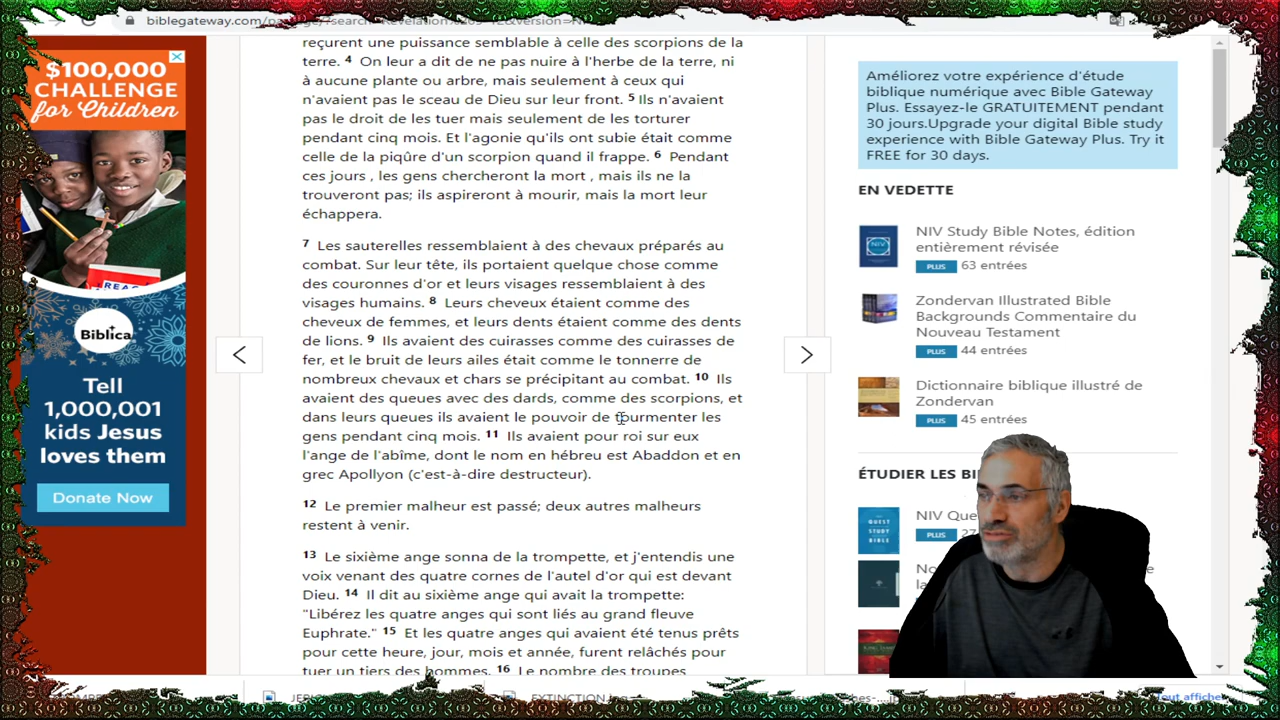 biblegateway.com/
$100,000
CHALLENGE
for Children
Biblica
Tell
1,000,001
kids Jesus
loves them
Donate Now
reçurent une puissance semblable à celle des scorpions de la
terre. 4 On leur a dit de ne pas nuire à l'herbe de la terre, ni
à aucune plante ou arbre, mais seulement à ceux qui
n'avaient pas le sceau de Dieu sur leur front. 5 Ils n'avaient
pas le droit de les tuer mais seulement de les torturer
pendant cinq mois. Et l'agonie qu'ils ont subie était comme
celle de la piqûre d'un scorpion quand il frappe. 6 Pendant
ces jours , les gens chercheront la mort , mais ils ne la
trouveront pas; ils aspireront à mourir, mais la mort leur
échappera.
7 Les sauterelles ressemblaient à des chevaux préparés au
combat. Sur leur tête, ils portaient quelque chose comme
des couronnes d'or et leurs visages ressemblaient à des
visages humains. 8 Leurs cheveux étaient comme des
cheveux de femmes, et leurs dents étaient comme des dents
de lions. 9 Ils avaient des cuirasses comme des cuirasses de
fer, et le bruit de leurs ailes était comme le tonnerre de
nombreux chevaux et chars se précipitant au combat. 10 Ils
avaient des queues avec des dards, comme des scorpions, et
dans leurs queues ils avaient le pouvoir de tourmenter les
gens pendant cinq mois. 11 Ils avaient pour roi sur eux
l'ange de l'abîme, dont le nom en hébreu est Abaddon et en
grec Apollyon (c'est-à-dire destructeur).
12 Le premier malheur est passé; deux autres malheurs
restent à venir.
13 Le sixième ange sonna de la trompette, et j'entendis une
voix venant des quatre cornes de l'autel d'or qui est devant
Dieu. 14 Il dit au sixième ange qui avait la trompette:
"Libérez les quatre anges qui sont liés au grand fleuve
Euphrate." 15 Et les quatre anges qui avaient été tenus prêts
pour cette heure, jour, mois et année, furent relâchés pour
tuer un tiers des hommes. 16 Le nombre des troupes
Améliorez votre expérience d'étude
biblique numérique avec Bible Gateway
Plus. Essayez-le GRATUITEMENT pendant
30 jours.Upgrade your digital Bible study
experience with Bible Gateway Plus. Try it
FREE for 30 days.
EN VEDETTE
NIV Study Bible Notes, édition
entièrement révisée
PLUS 63 entrées
Zondervan Illustrated Bible
Backgrounds Commentaire du
Nouveau Testament
PLUS 44 entrées
Dictionnaire biblique illustré de
Zondervan
PLUS 45 entrées
ÉTUDIER LES
NIV
PLUS
PLUS
EXTINCTION